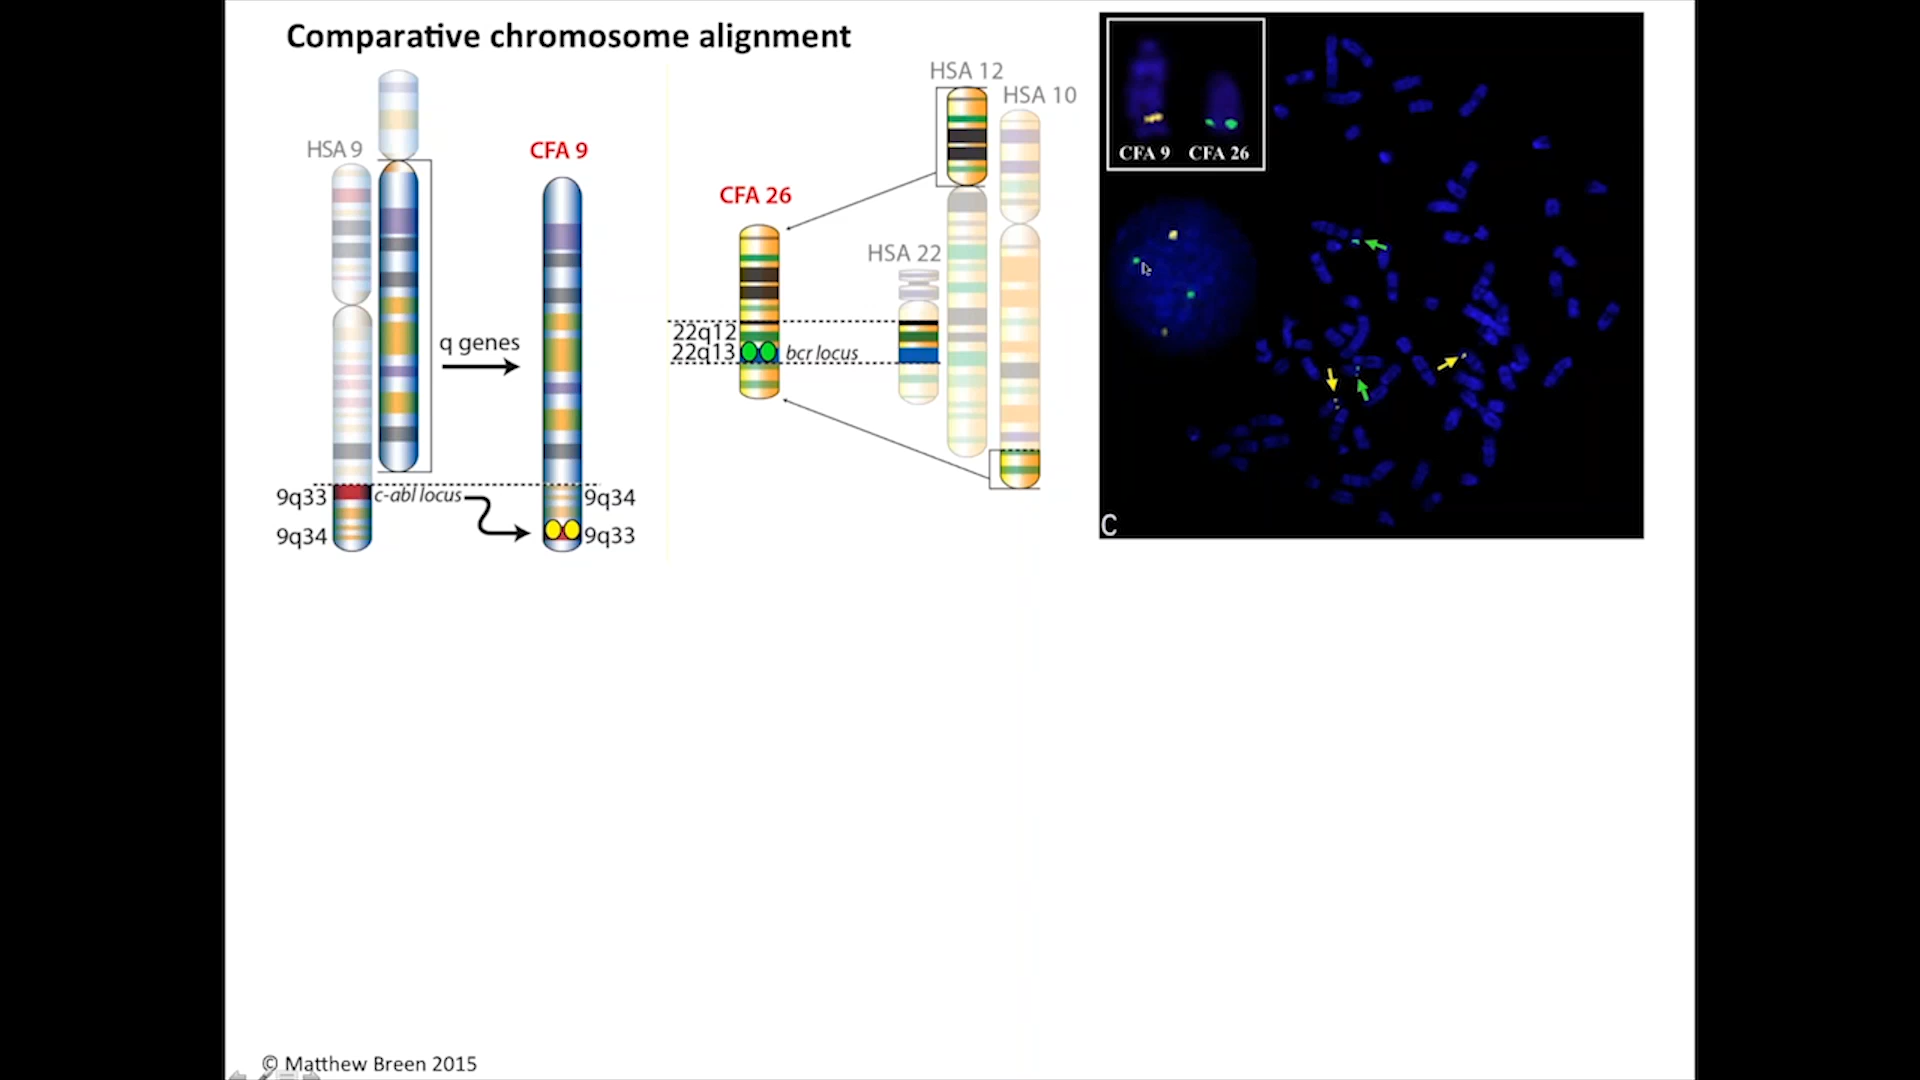 Comparative chromosome alignment
HSA 9
CFA 9
q genes
9q33
c-abl locus
9q34
9q34
9q33
HSA 12
HSA 10
CFA 26
HSA 22
22q12
22q13
bcr locus
CFA 9
CFA 26
C
© Matthew Breen 2015